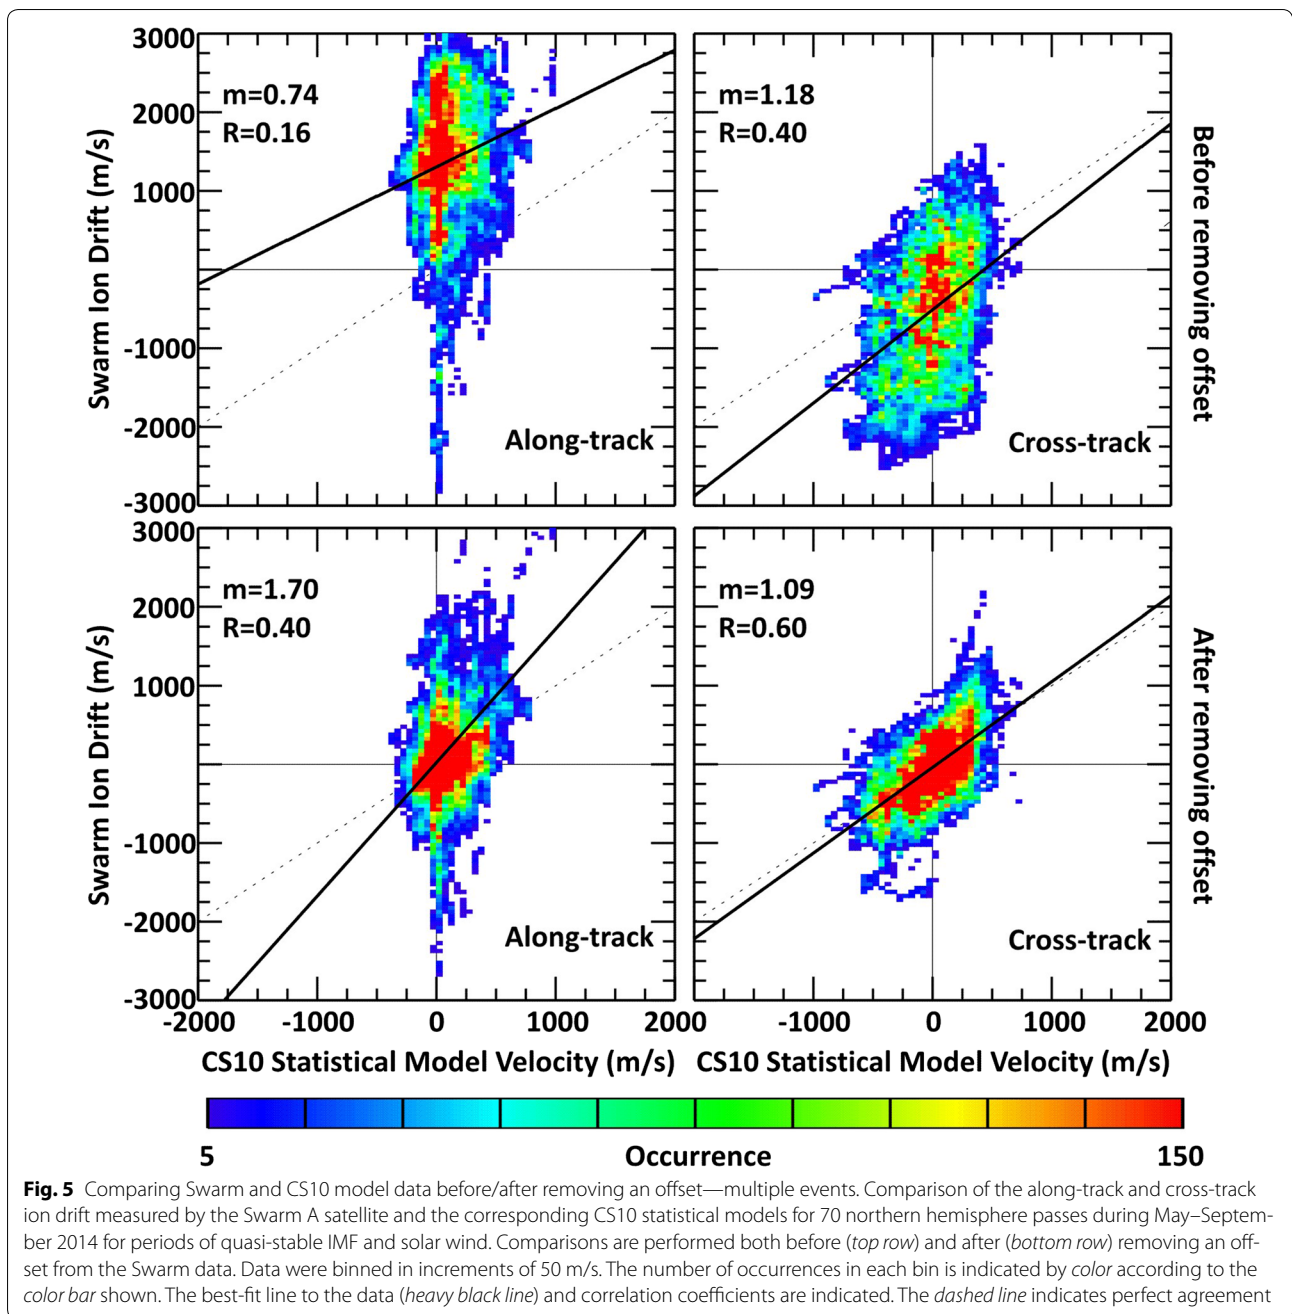 3000
2000
1000
-1000
-2000
-3000
Swarm Ion Drift (m/s)
m=0.74
R=0.16
Along-track
m=1.18
R=0.40
Cross-track
Before removing offset
3000
2000
1000
-1000
-2000
-3000
Swarm Ion Drift (m/s)
m=1.70
R=0.40
Along-track
m=1.09
R=0.60
Cross-track
After removing offset
-2000 -1000 0 1000 2000 -1000 0 1000 2000
CS10 Statistical Model Velocity (m/s) CS10 Statistical Model Velocity (m/s)
5 Occurrence 150
Fig. 5 Comparing Swarm and CS10 model data before/after removing an offset—multiple events. Comparison of the along-track and cross-track
ion drift measured by the Swarm A satellite and the corresponding CS10 statistical models for 70 northern hemisphere passes during May–Septem-
ber 2014 for periods of quasi-stable IMF and solar wind. Comparisons are performed both before (top row) and after (bottom row) removing an off-
set from the Swarm data. Data were binned in increments of 50 m/s. The number of occurrences in each bin is indicated by color according to the
color bar shown. The best-fit line to the data (heavy black line) and correlation coefficients are indicated. The dashed line indicates perfect agreement